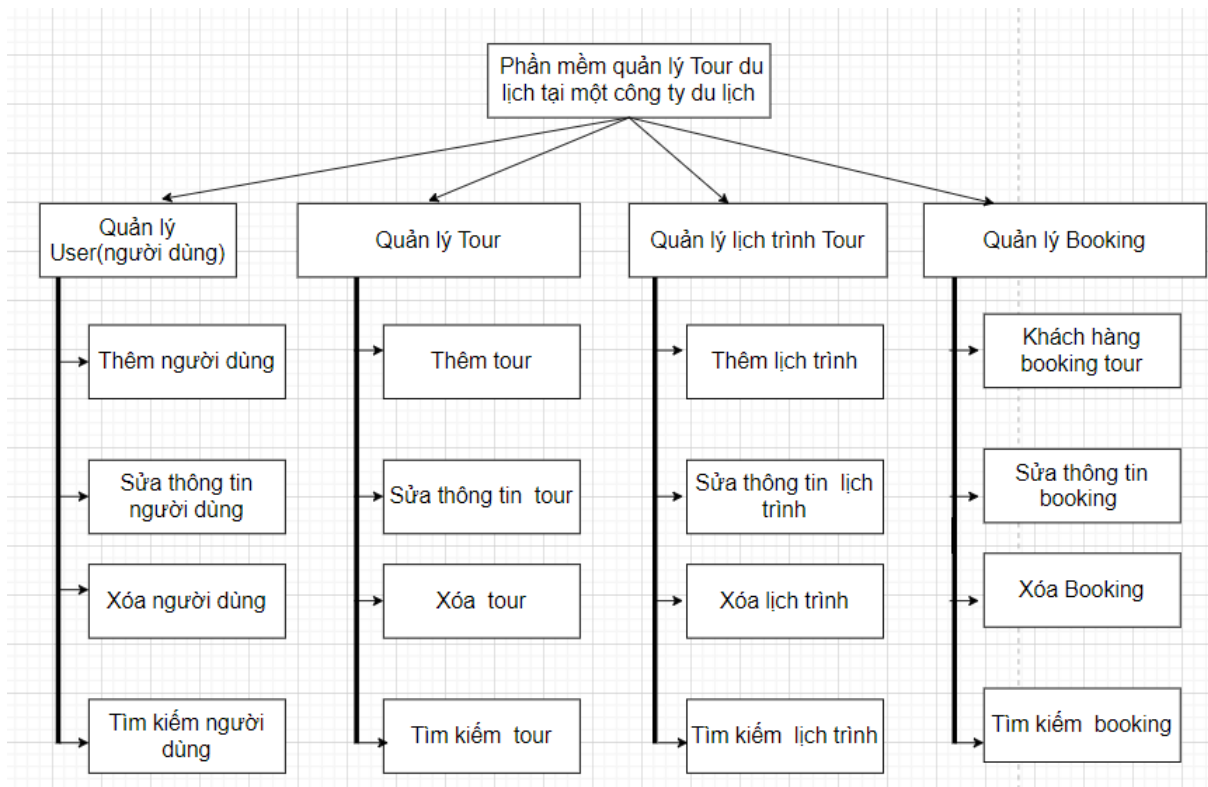 Phần mềm quản lý Tour du
lịch tại một công ty du lịch
Quản lý
User(người dùng)
Quản lý Tour
Quản lý lịch trình Tour
Quản lý Booking
Thêm người dùng
Thêm tour
Thêm lịch trình
Khách hàng
booking tour
Sửa thông tin
người dùng
Sửa thông tin tour
Sửa thông tin lịch
trình
Sửa thông tin
booking
Xóa người dùng
Xóa tour
Xóa lịch trình
Xóa Booking
Tìm kiếm người
dùng
Tìm kiếm tour
Tìm kiếm lịch trình
Tìm kiếm booking